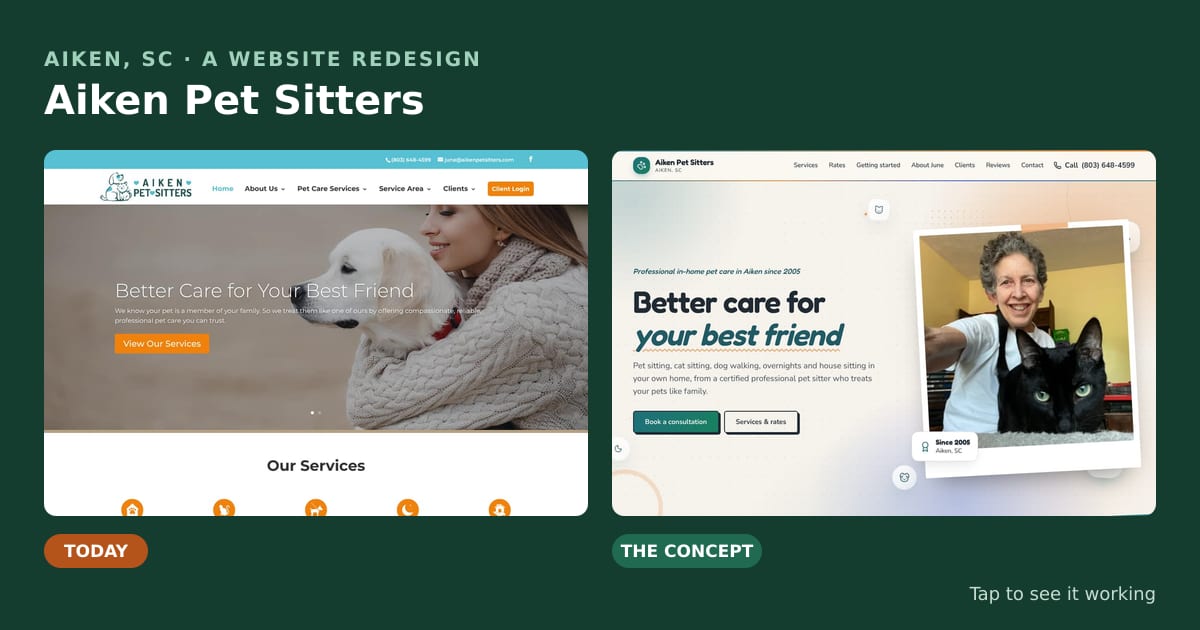 AIKEN, SC · A WEBSITE REDESIGN
Aiken Pet Sitters
(803) 648-4599 june@aikenpetsitters.com
AIKEN
PET SITTERS
Home About Us Pet Care Services Service Area Clients Client Login
Better Care for Your Best Friend
We know your pet is a member of your family. So we treat them like one of ours by offering compassionate, reliable,
professional pet care you can trust.
View Our Services
Our Services
TODAY
Aiken Pet Sitters
AIKEN, SC
Services Rates Getting started About June Clients Reviews Contact Call (803) 648-4599
Professional in-home pet care in Aiken since 2005
Better care for
your best friend
Pet sitting, cat sitting, dog walking, overnights and house sitting in
your own home, from a certified professional pet sitter who treats
your pets like family.
Book a consultation Services & rates
Since 2005
Aiken, SC
THE CONCEPT
Tap to see it working